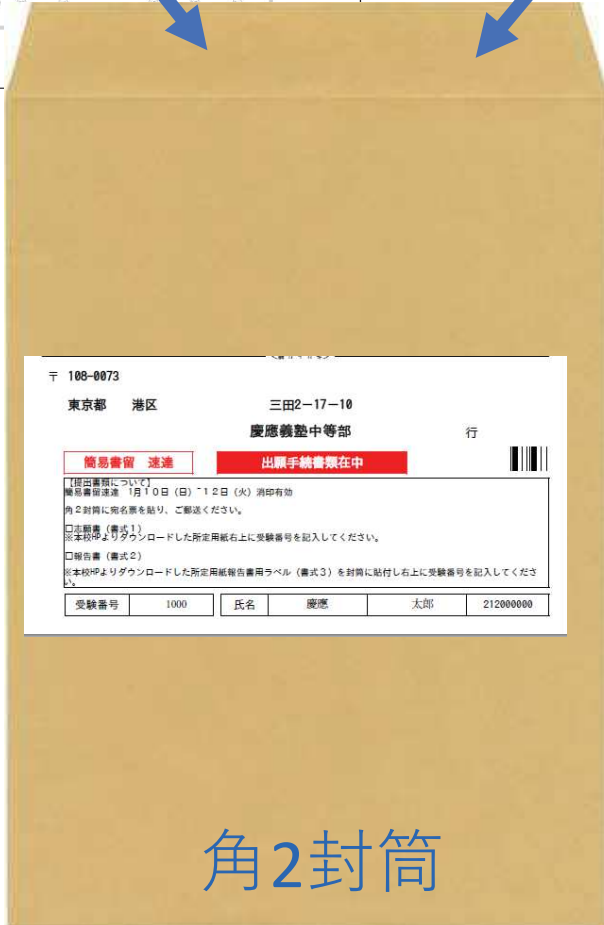 〒 108-0073
東京都 港区 三田2－17－10
慶應義塾中等部 行
簡易書留 速達 出願手続書類在中
【提出書類について】
簡易書留速達 1月10日（日）~12日（火）消印有効
角2封筒に宛名票を貼り、ご郵送ください。
□志願書（書式1）
※本校HPよりダウンロードした所定用紙右上に受験番号を記入してください。
□報告書（書式2）
※本校HPよりダウンロードした所定用紙報告書用ラベル（書式3）を封筒に貼付し右上に受験番号を記入してくださ
い。
受験番号 1000 氏名 慶應 太郎 212000000
角2封筒